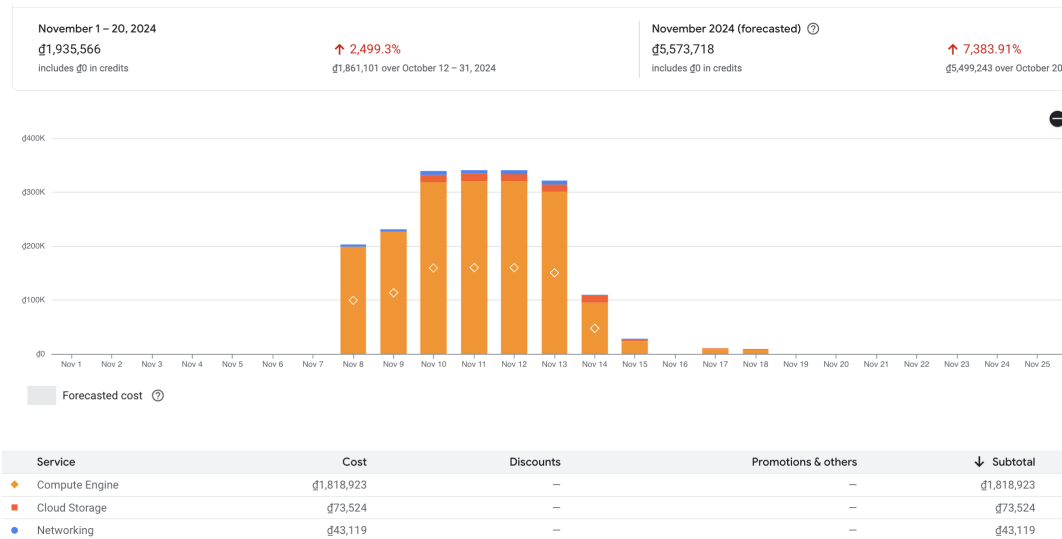 November 1 – 20, 2024
₫1,935,566
includes ₫0 in credits
↑ 2,499.3%
₫1,861,101 over October 12 – 31, 2024
November 2024 (forecasted)
₫5,573,718
includes ₫0 in credits
↑ 7,383.91%
₫5,499,243 over October 20
₫400K
₫300K
₫200K
₫100K
₫0
Nov 1 Nov 2 Nov 3 Nov 4 Nov 5 Nov 6 Nov 7 Nov 8 Nov 9 Nov 10 Nov 11 Nov 12 Nov 13 Nov 14 Nov 15 Nov 16 Nov 17 Nov 18 Nov 19 Nov 20 Nov 21 Nov 22 Nov 23 Nov 24 Nov 25
Forecasted cost
Service Cost Discounts Promotions & others ↓ Subtotal
Compute Engine ₫1,818,923 — — ₫1,818,923
Cloud Storage ₫73,524 — — ₫73,524
Networking ₫43,119 — — ₫43,119